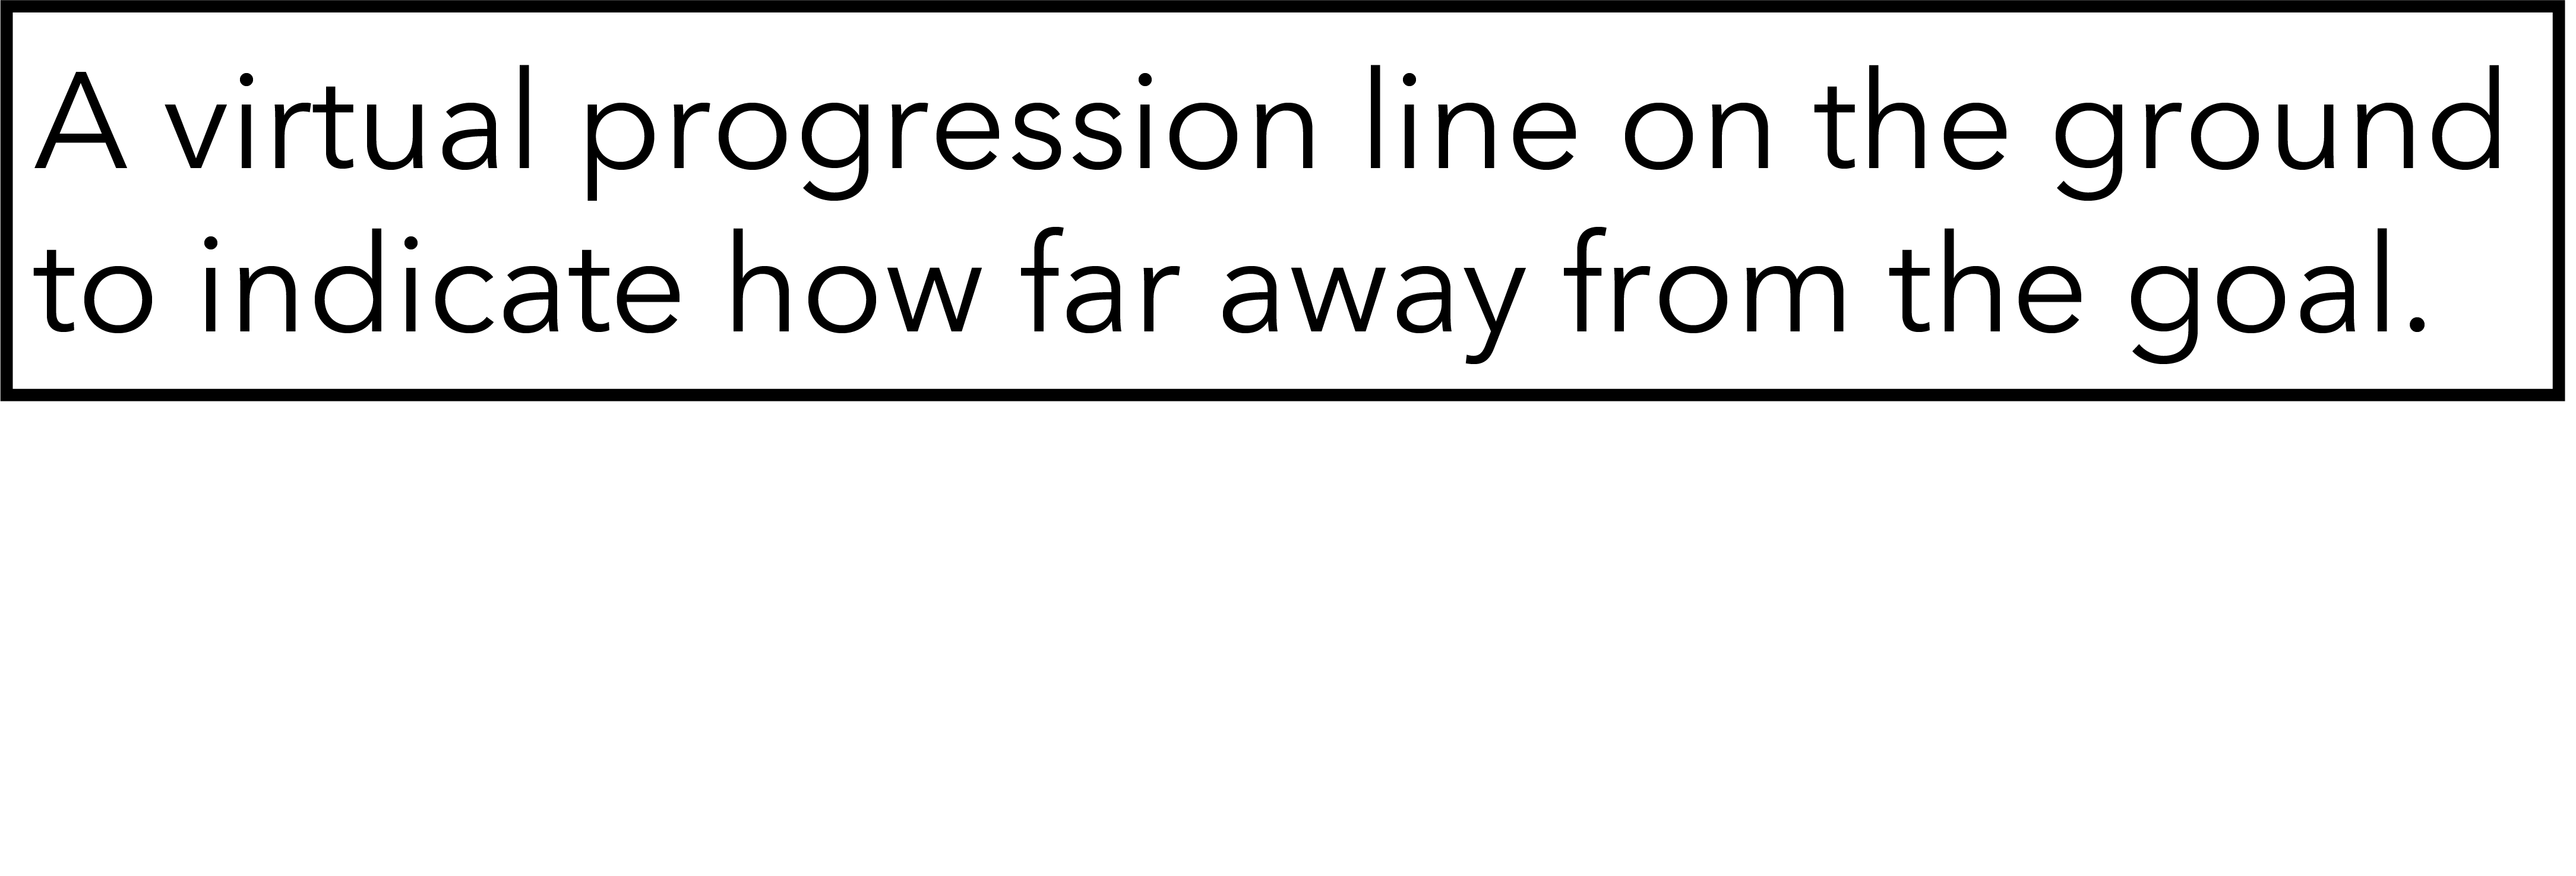 A virtual progression line on the ground
to indicate how far away from the goal.